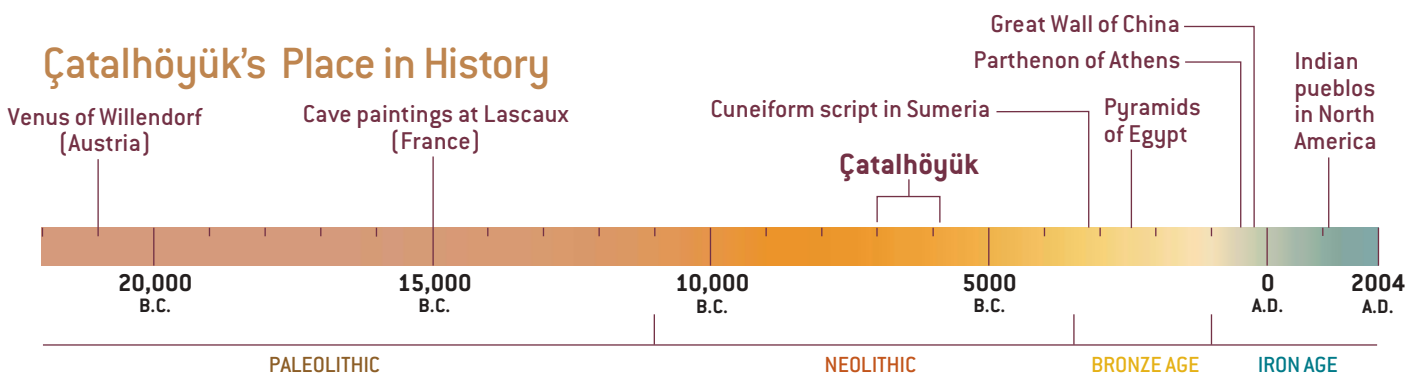 Çatalhöyük's Place in History
Venus of Willendorf
(Austria)
Cave paintings at Lascaux
(France)
Cuneiform script in Sumeria
Çatalhöyük
Pyramids
of Egypt
Great Wall of China
Parthenon of Athens
Indian
pueblos
in North
America
20,000
B.C.
15,000
B.C.
10,000
B.C.
5000
B.C.
0
A.D.
2004
A.D.
PALEOLITHIC
NEOLITHIC
BRONZE AGE
IRON AGE